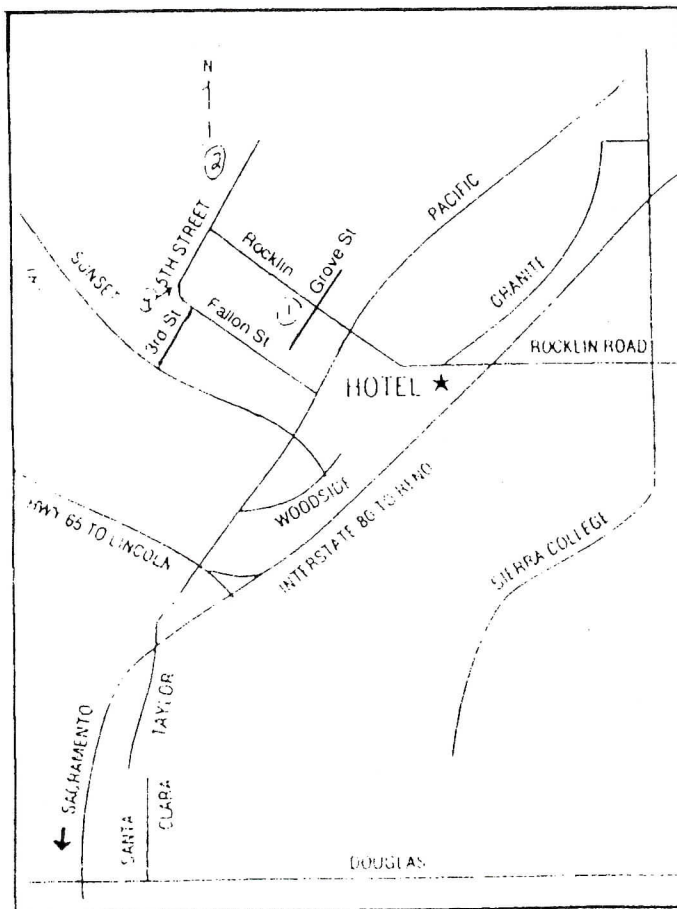 N
2
PACIFIC
5TH STREET
Rocklin
Grove St
SUNSET
GRANITE
1
3rd St
Fallon St
ROCKLIN ROAD
HOTEL ★
WOODSIDE
HWY 65 TO LINCOLN
INTERSTATE 80 TO RENO
SIERRA COLLEGE
TAYLOR
SACRAMENTO
SANTA
CLARA
DOUGLAS